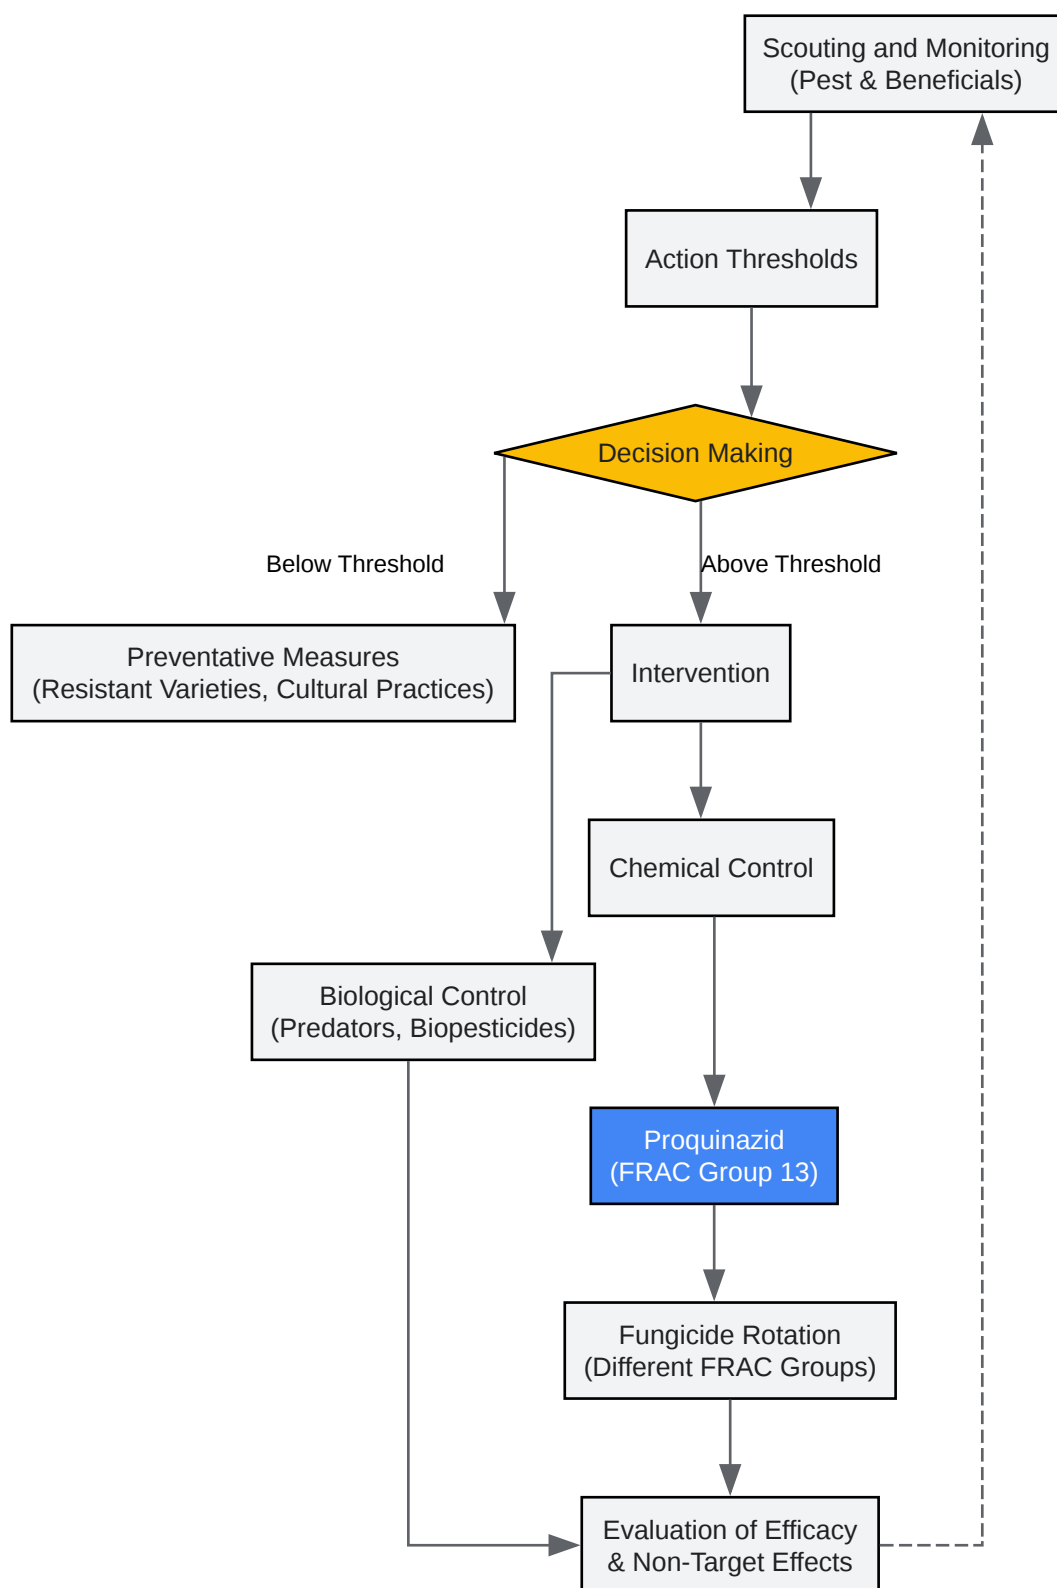 Scouting and Monitoring
(Pest & Beneficials)
Action Thresholds
Decision Making
Below Threshold
Above Threshold
Preventative Measures
(Resistant Varieties, Cultural Practices)
Intervention
Chemical Control
Biological Control
(Predators, Biopesticides)
Proquinazid
(FRAC Group 13)
Fungicide Rotation
(Different FRAC Groups)
Evaluation of Efficacy
& Non-Target Effects